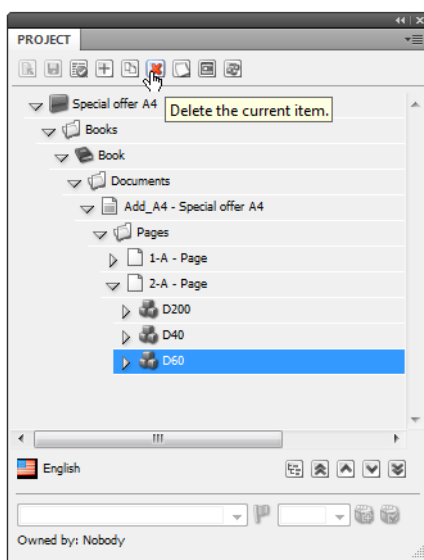 PROJECT
Special offer A4
Delete the current item.
Books
Book
Documents
Add_A4 - Special offer A4
Pages
1-A - Page
2-A - Page
D200
D40
D60
English
Owned by: Nobody